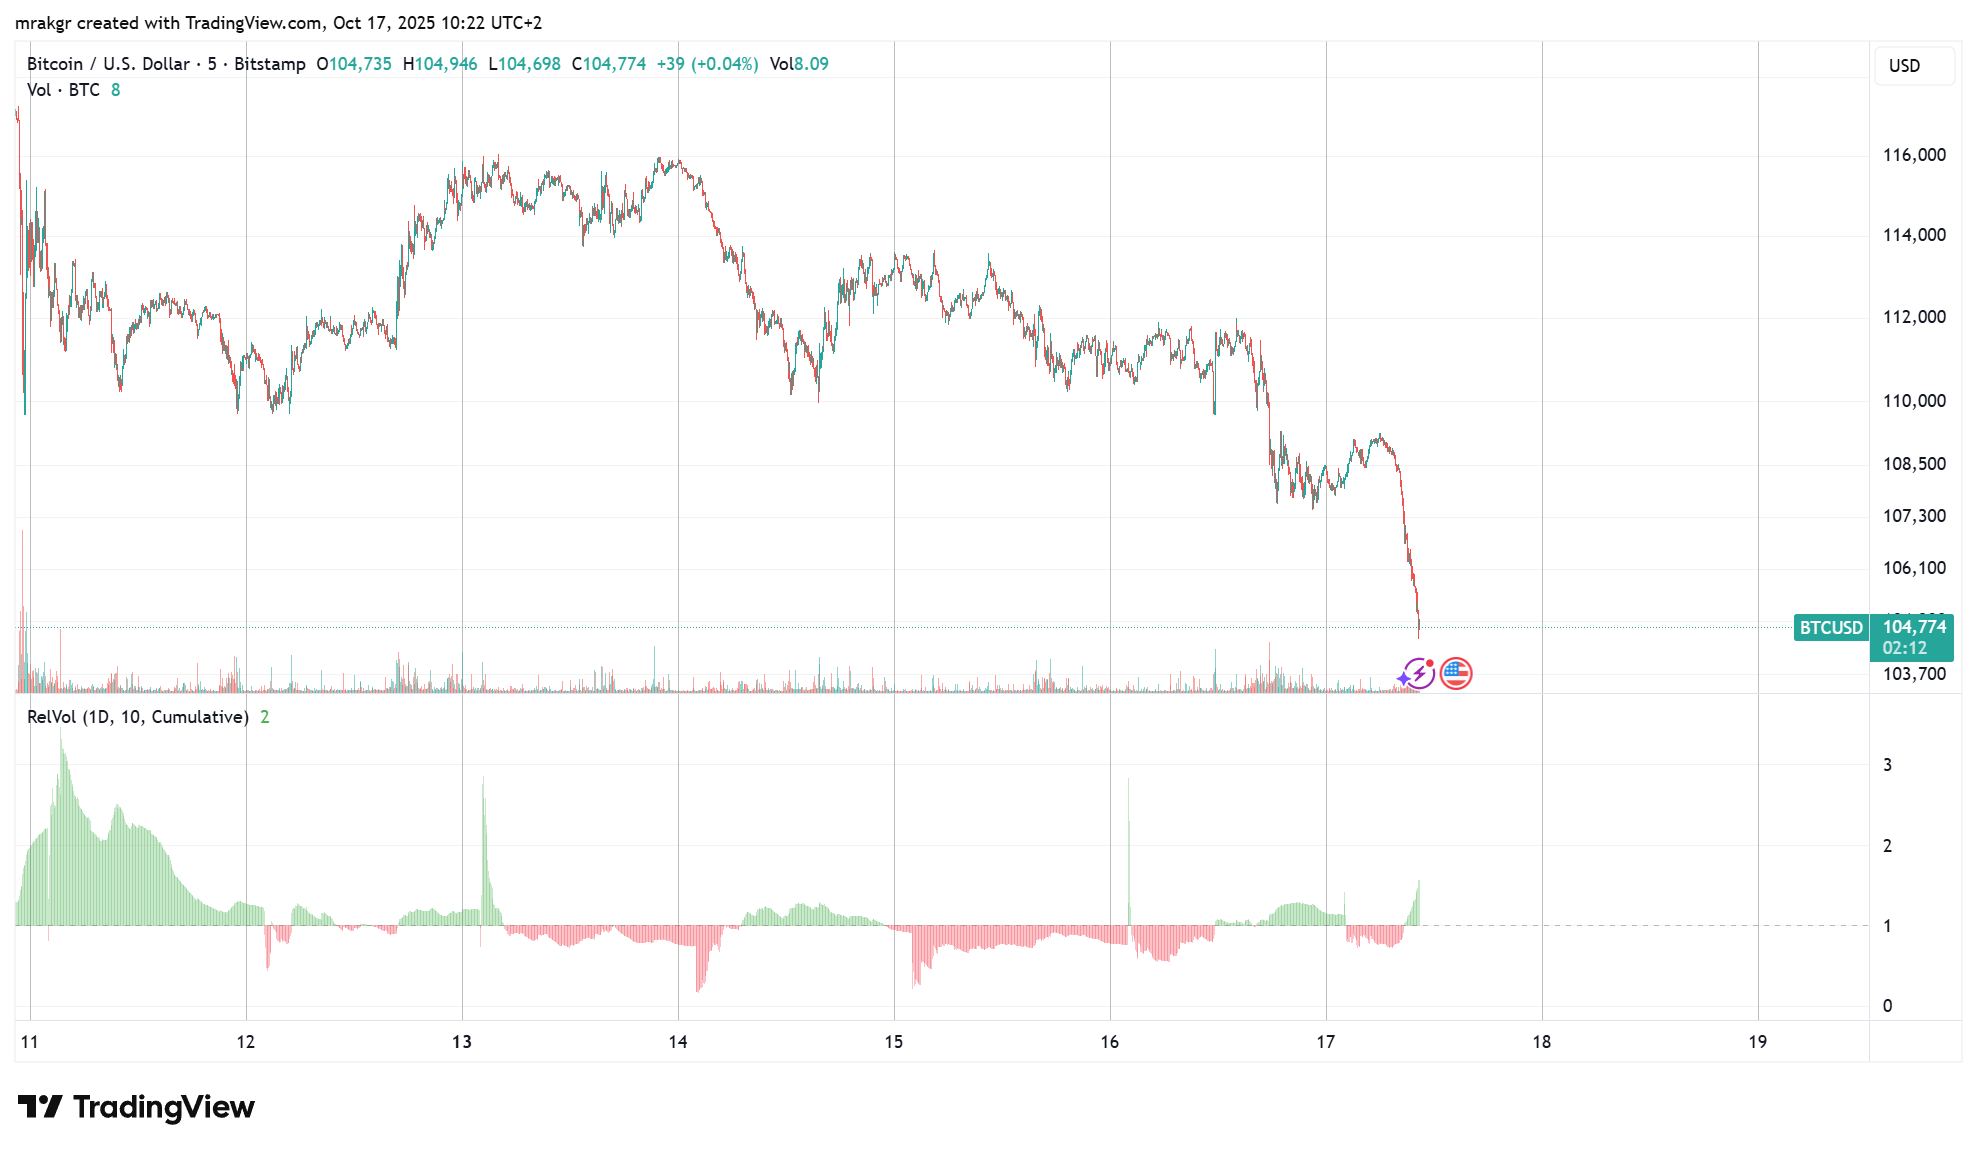 mrakgr created with TradingView.com, Oct 17, 2025 10:22 UTC+2
Bitcoin / U.S. Dollar · 5 · Bitstamp O104,735 H104,946 L104,698 C104,774 +39 (+0.04%) Vol8.09
USD
Vol · BTC 8
116,000
114,000
112,000
110,000
108,500
107,300
106,100
BTCUSD 104,774
02:12
103,700
RelVol (1D, 10, Cumulative) 2
3
2
1
0
11 12 13 14 15 16 17 18 19
TradingView